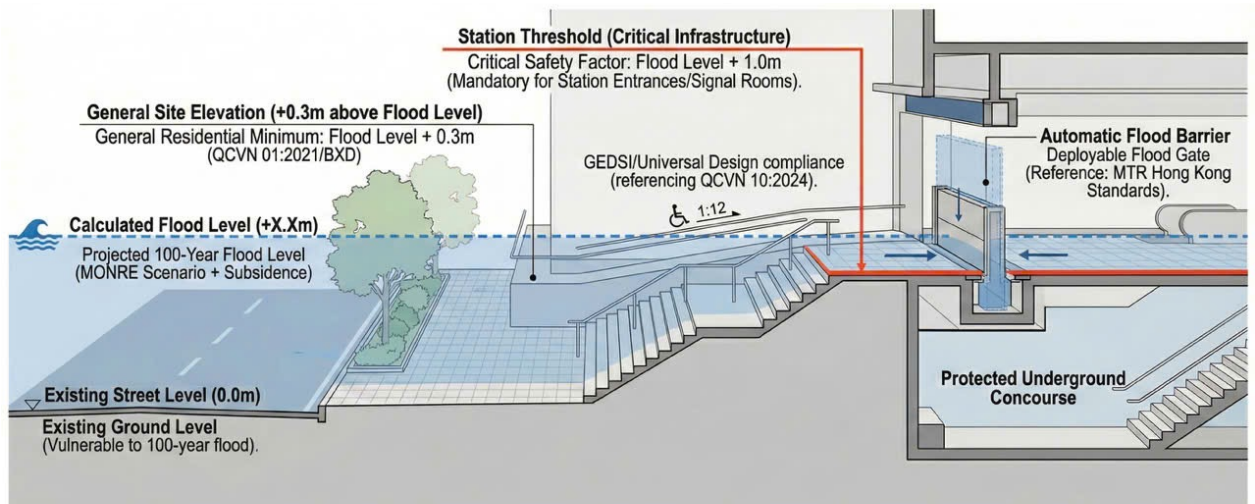 Station Threshold (Critical Infrastructure)
Critical Safety Factor: Flood Level + 1.0m
(Mandatory for Station Entrances/Signal Rooms).
General Site Elevation (+0.3m above Flood Level)
General Residential Minimum: Flood Level + 0.3m
(QCVN 01:2021/BXD)
GEDSI/Universal Design compliance
(referencing QCVN 10:2024).
1:12
Automatic Flood Barrier
Deployable Flood Gate
(Reference: MTR Hong Kong
Standards).
Calculated Flood Level (+X.Xm)
Projected 100-Year Flood Level
(MONRE Scenario + Subsidence)
Existing Street Level (0.0m)
Existing Ground Level
(Vulnerable to 100-year flood).
Protected Underground
Concourse